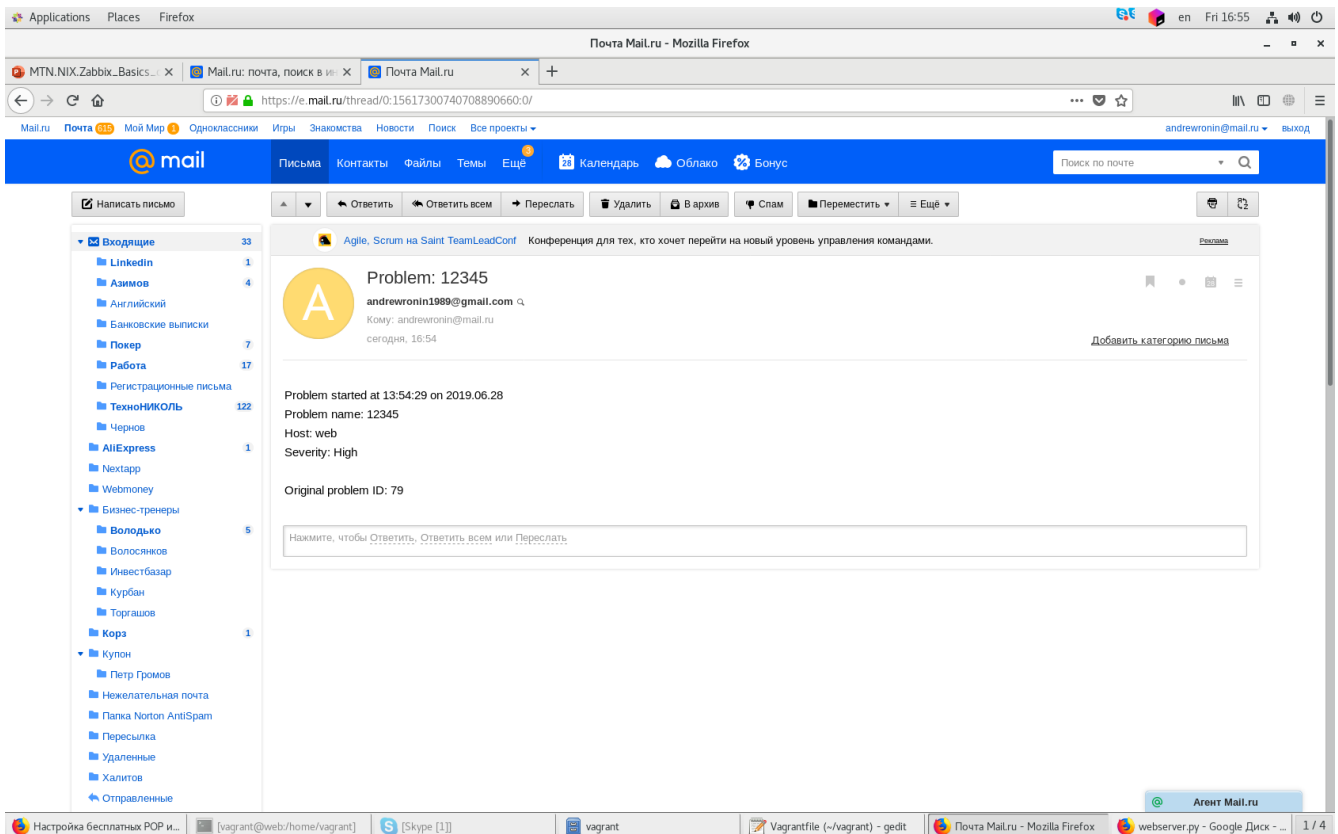 Applications Places Firefox en Fri 16:55
Почта Mail.ru - Mozilla Firefox
MTN.NIX.Zabbix_Basics_ Mail.ru: почта, поиск в ин Почта Mail.ru
https://e.mail.ru/thread/0:15617300740708890660:0/
Mail.ru Почта 615 Мой Мир 1 Одноклассники Игры Знакомства Новости Поиск Все проекты andrewronin@mail.ru выход
@ mail Письма Контакты Файлы Темы Ещё 3 28 Календарь Облако Бонус Поиск по почте
Написать письмо Ответить Ответить всем Переслать Удалить В архив Спам Переместить Ещё
Agile, Scrum на Saint TeamLeadConf Конференция для тех, кто хочет перейти на новый уровень управления командами. Реклама
Входящие 33
Linkedin 1
Азимов 4
Английский
Банковские выписки
Покер 7
Работа 17
Регистрационные письма
ТехноНИКОЛЬ 122
Чернов
AliExpress 1
Nextapp
Webmoney
Бизнес-тренеры
Володько 5
Волосянков
Инвестбазар
Курбан
Торгашов
Корз 1
Купон
Петр Громов
Нежелательная почта
Папка Norton AntiSpam
Пересылка
Удаленные
Халитов
Отправленные
A
Problem: 12345
andrewronin1989@gmail.com
Кому: andrewronin@mail.ru
сегодня, 16:54
Добавить категорию письма
Problem started at 13:54:29 on 2019.06.28
Problem name: 12345
Host: web
Severity: High
Original problem ID: 79
Нажмите, чтобы Ответить, Ответить всем или Переслать
@ Агент Mail.ru
Настройка бесплатных POP и... [vagrant@web:/home/vagrant] [Skype [1]] vagrant Vagrantfile (~/vagrant) - gedit Почта Mail.ru - Mozilla Firefox webserver.py - Google Диск - ... 1 / 4